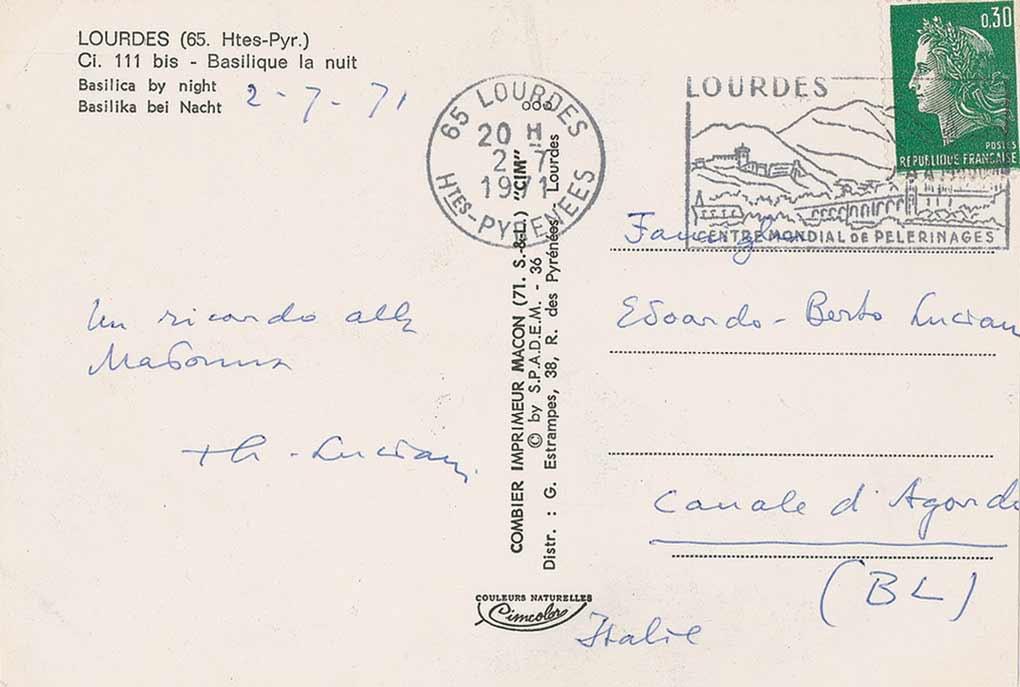 LOURDES (65. Htes-Pyr.)
Ci. 111 bis - Basilique la nuit
Basilica by night
Basilika bei Nacht
2-7-71
Un ricordo alla
Madonna
+ A. Luciani
65 LOURDES
20 H
2-7
1971
HTES-PYRENEES
COMBIER IMPRIMEUR MACON (71. S.-&-L.) "CIM"
© by S.P.A.D.E.M. - 36
Distr. : G. Estrampes, 38, R. des Pyrénées, Lourdes
COULEURS NATURELLES
Cimcolor
LOURDES
CENTRE MONDIAL DE PELERINAGES
0,30
POSTES
REPUBLIQUE FRANÇAISE
Famiglia
Edoardo - Berto Lucian
Canale d'Agordo
(BL)
Italie